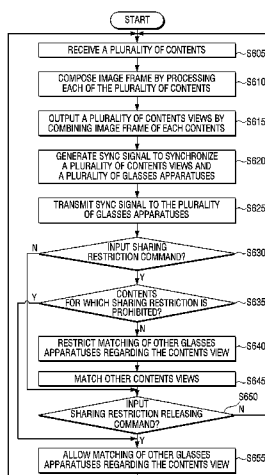 START
RECEIVE A PLURALITY OF CONTENTS
S605
COMPOSE IMAGE FRAME BY PROCESSING
EACH OF THE PLURALITY OF CONTENTS
S610
OUTPUT A PLURALITY OF CONTENTS VIEWS BY
COMBINING IMAGE FRAME OF EACH CONTENTS
S615
GENERATE SYNC SIGNAL TO SYNCHRONIZE
A PLURALITY OF CONTENTS VIEWS AND
A PLURALITY OF GLASSES APPARATUSES
S620
TRANSMIT SYNC SIGNAL TO THE PLURALITY
OF GLASSES APPARATUSES
S625
INPUT SHARING
RESTRICTION COMMAND?
S630
N
Y
CONTENTS
FOR WHICH SHARING RESTRICTION IS
PROHIBITED?
S635
Y
N
RESTRICT MATCHING OF OTHER GLASSES
APPARATUSES REGARDING THE CONTENTS VIEW
S640
MATCH OTHER CONTENTS VIEWS
S645
INPUT
SHARING RESTRICTION RELEASING
COMMAND?
S650
N
Y
ALLOW MATCHING OF OTHER GLASSES
APPARATUSES REGARDING THE CONTENTS VIEW
S655